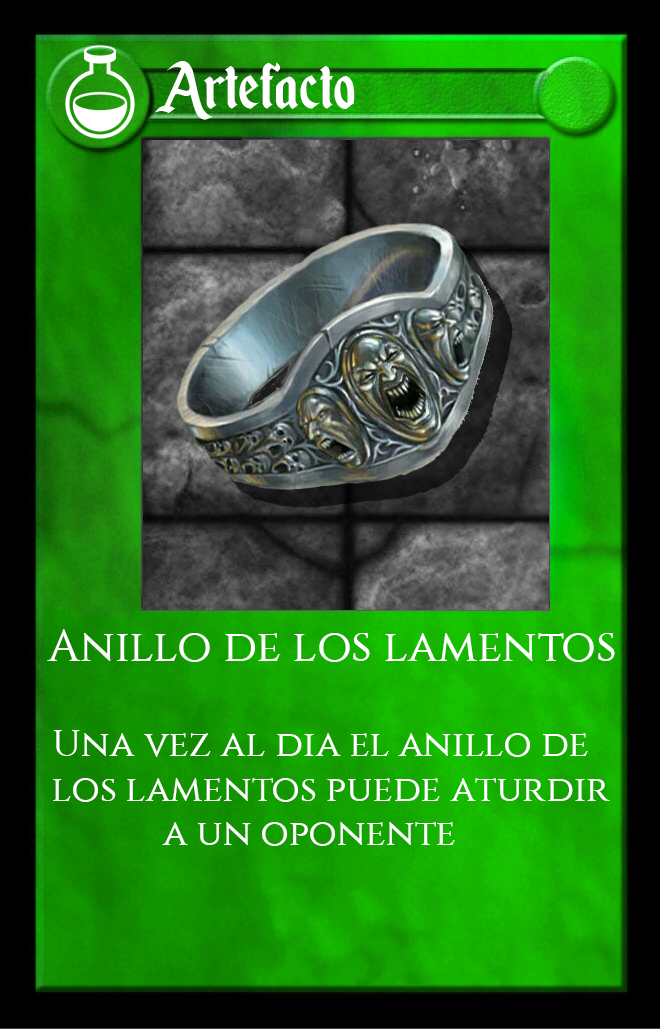 Artefacto
Anillo de los lamentos
Una vez al dia el anillo de
los lamentos puede aturdir
a un oponente